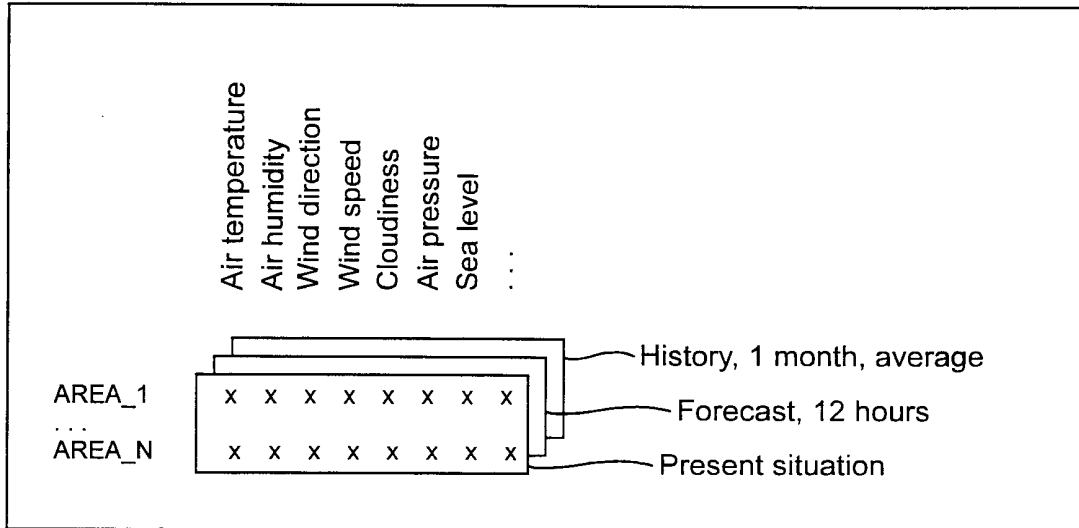 Air temperature
Air humidity
Wind direction
Wind speed
Cloudiness
Air pressure
Sea level
. . .
History, 1 month, average
AREA_1 x x x x x x x x
Forecast, 12 hours
. . .
AREA_N x x x x x x x x
Present situation